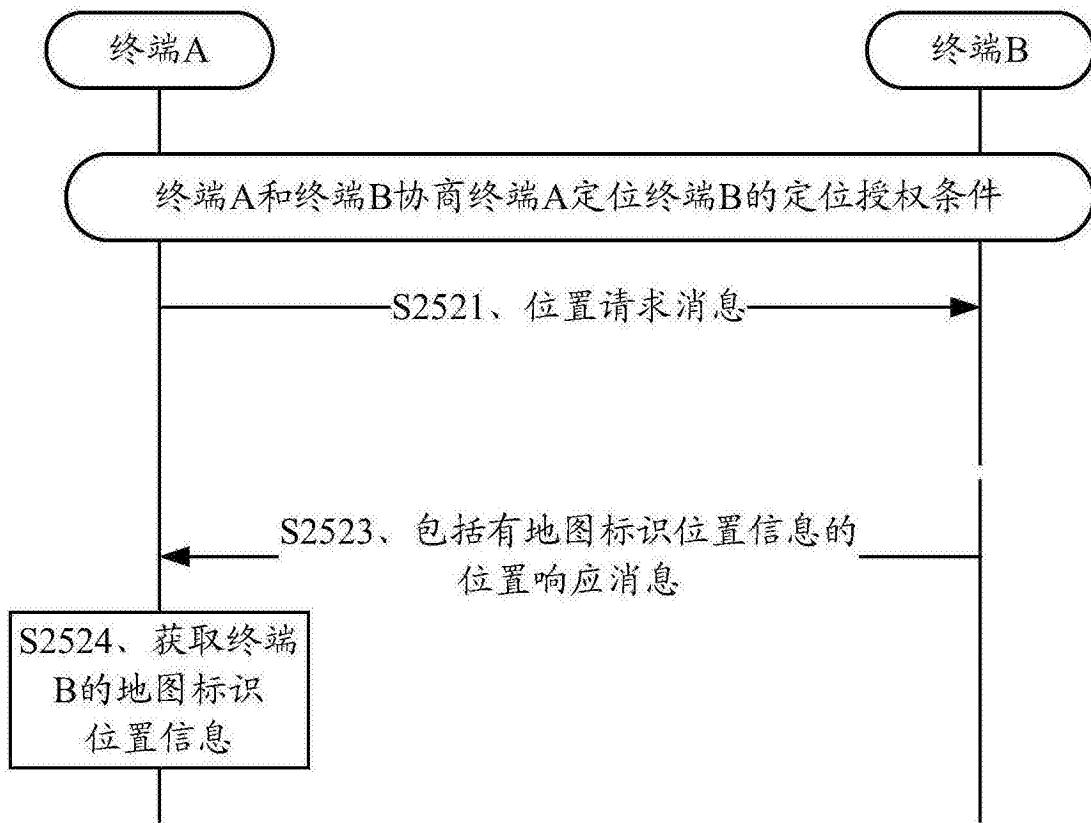 终端A
终端B
终端A和终端B协商终端A定位终端B的定位授权条件
S2521、位置请求消息
S2523、包括有地图标识位置信息的
位置响应消息
S2524、获取终端
B的地图标识
位置信息